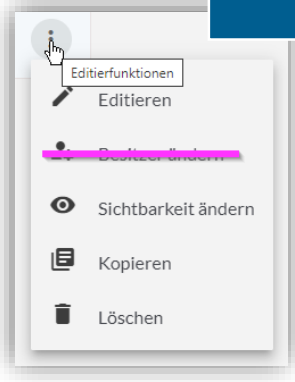 Editierfunktionen
Editieren
Besitzer ändern
Sichtbarkeit ändern
Kopieren
Löschen